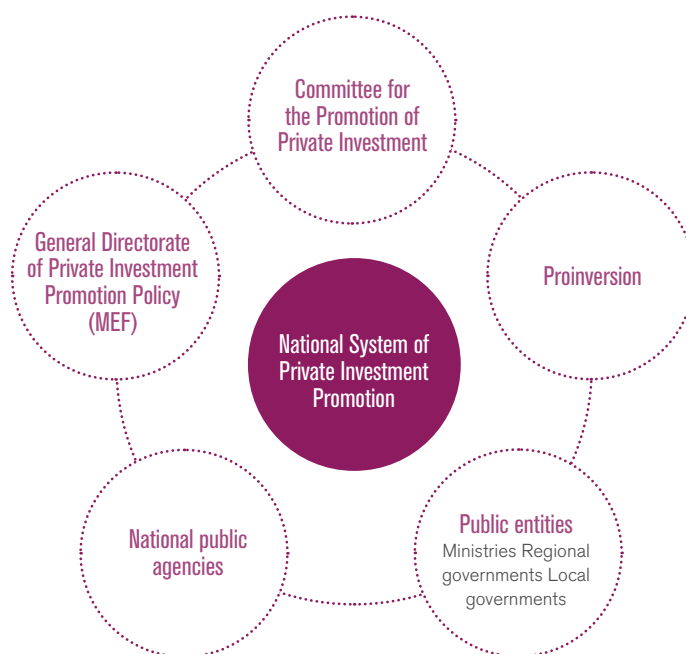 Committee for
the Promotion of
Private Investment
General Directorate
of Private Investment
Promotion Policy
(MEF)
Proinversion
National System of
Private Investment
Promotion
National public
agencies
Public entities
Ministries Regional
governments Local
governments